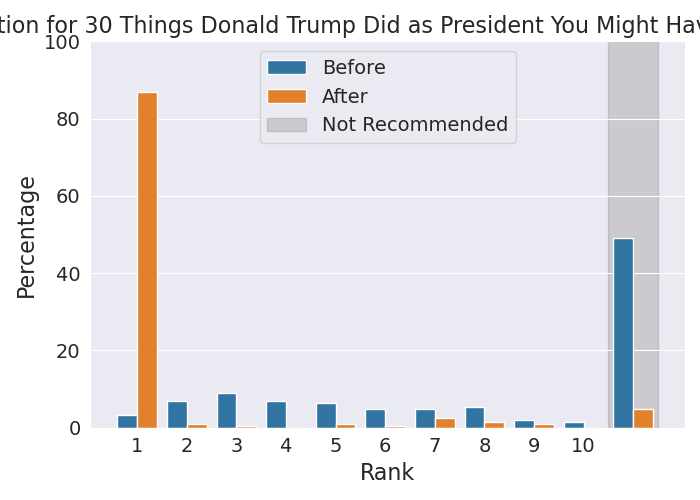 tion for 30 Things Donald Trump Did as President You Might Hav
100
80
60
40
20
0
Percentage
Before
After
Not Recommended
1 2 3 4 5 6 7 8 9 10
Rank